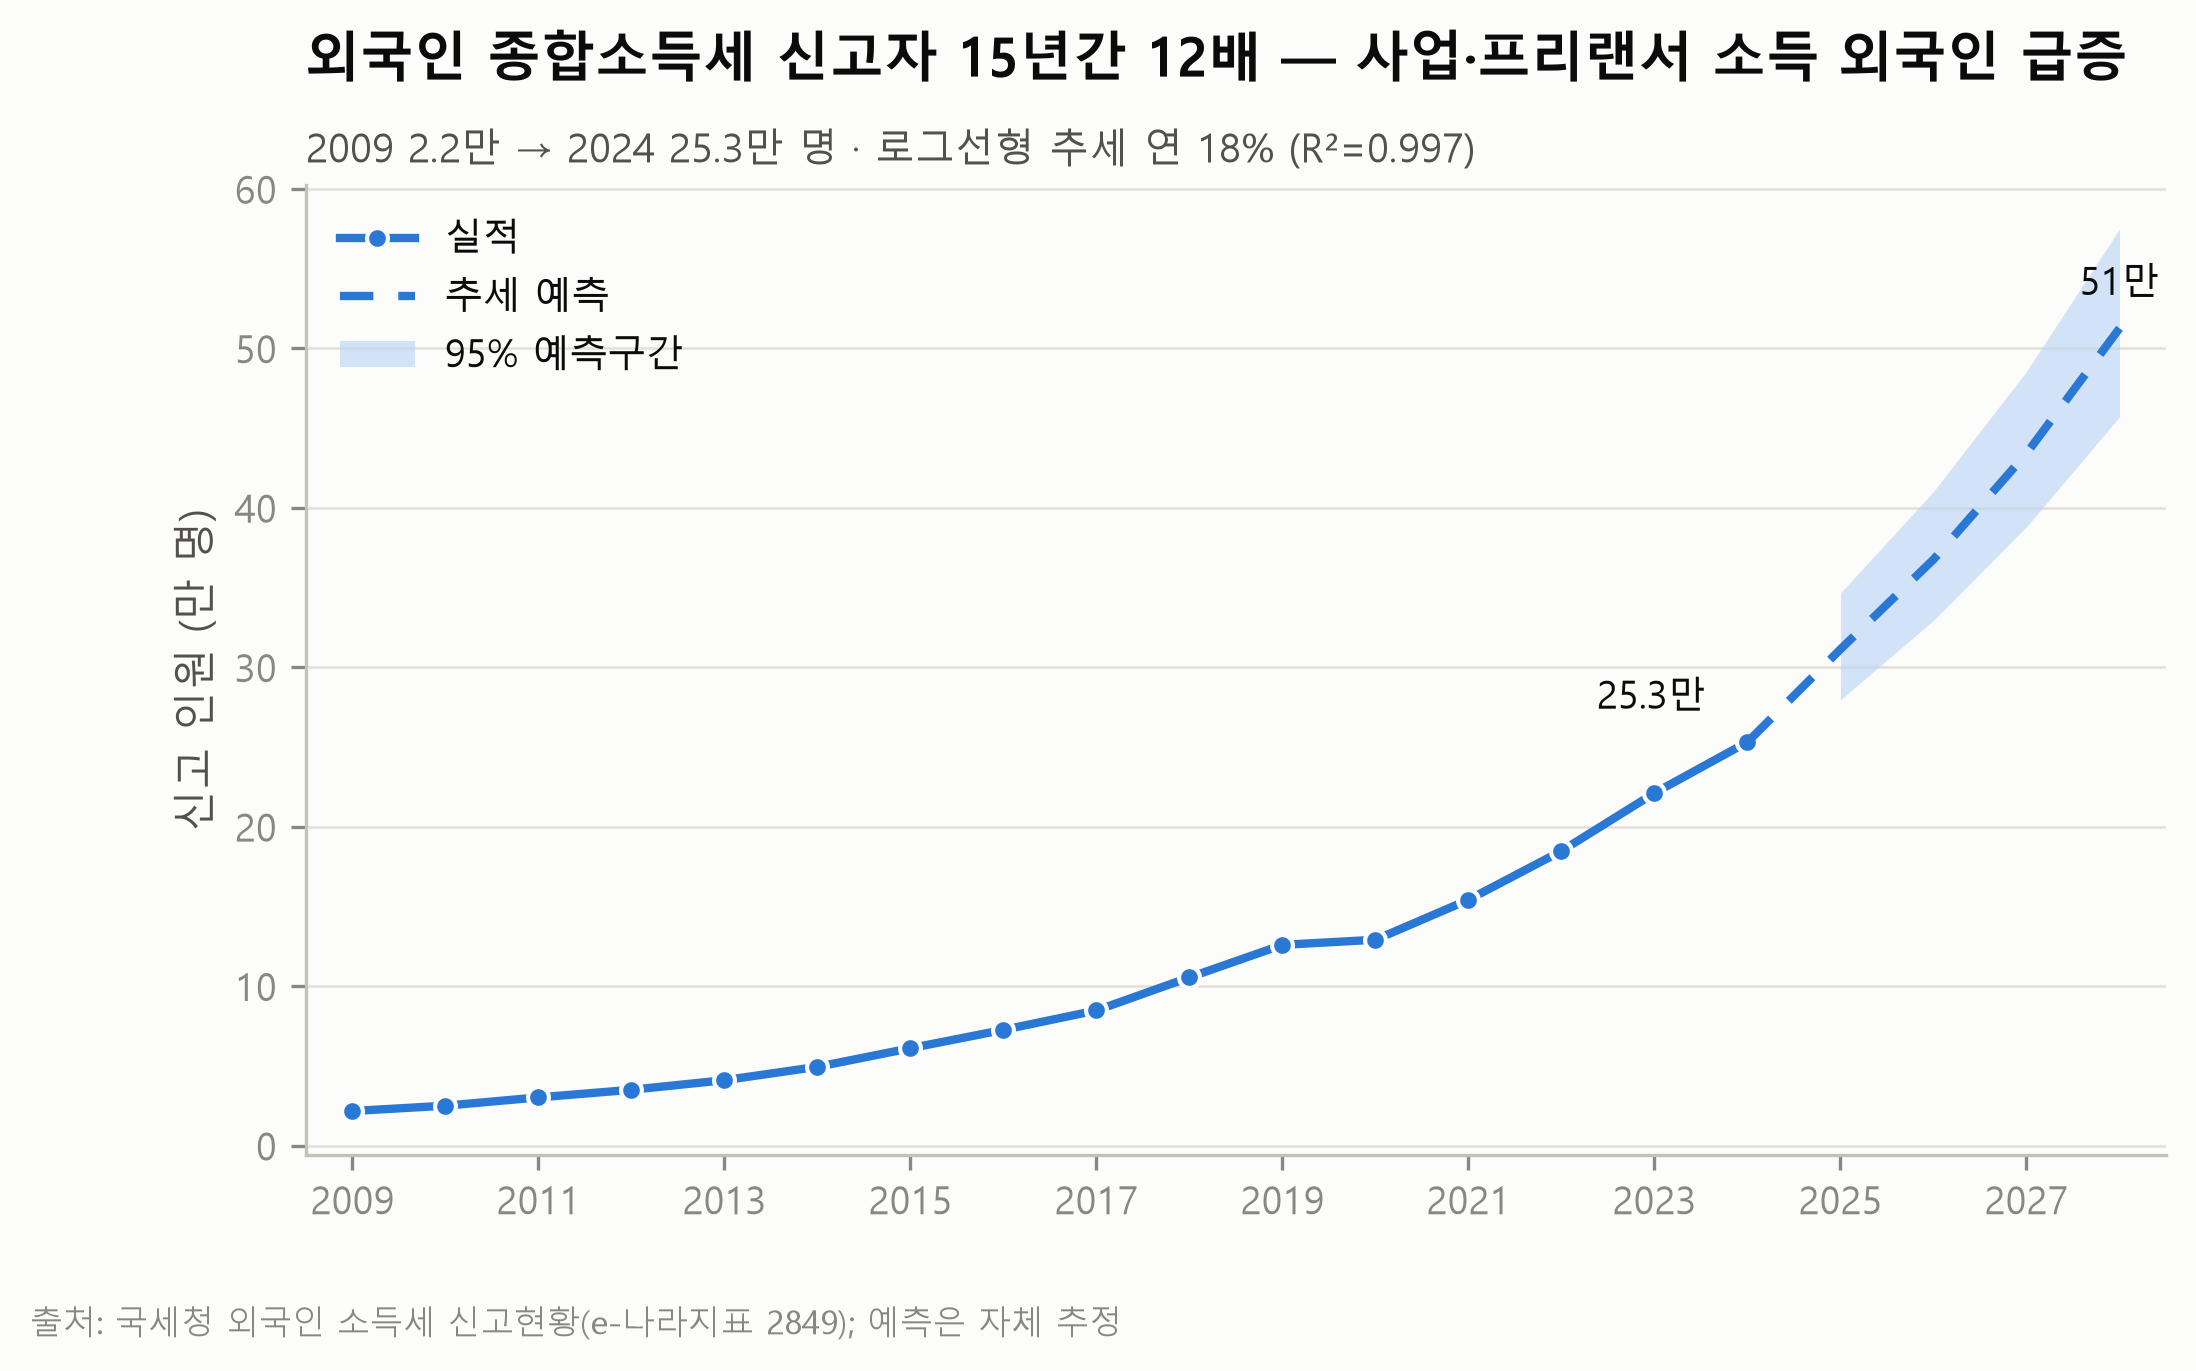 외국인 종합소득세 신고자 15년간 12배 — 사업·프리랜서 소득 외국인 급증
2009 2.2만 → 2024 25.3만 명 · 로그선형 추세 연 18% (R²=0.997)
실적
추세 예측
95% 예측구간
신고 인원 (만 명)
60
50
40
30
20
10
0
51만
25.3만
2009 2011 2013 2015 2017 2019 2021 2023 2025 2027
출처: 국세청 외국인 소득세 신고현황(e-나라지표 2849); 예측은 자체 추정